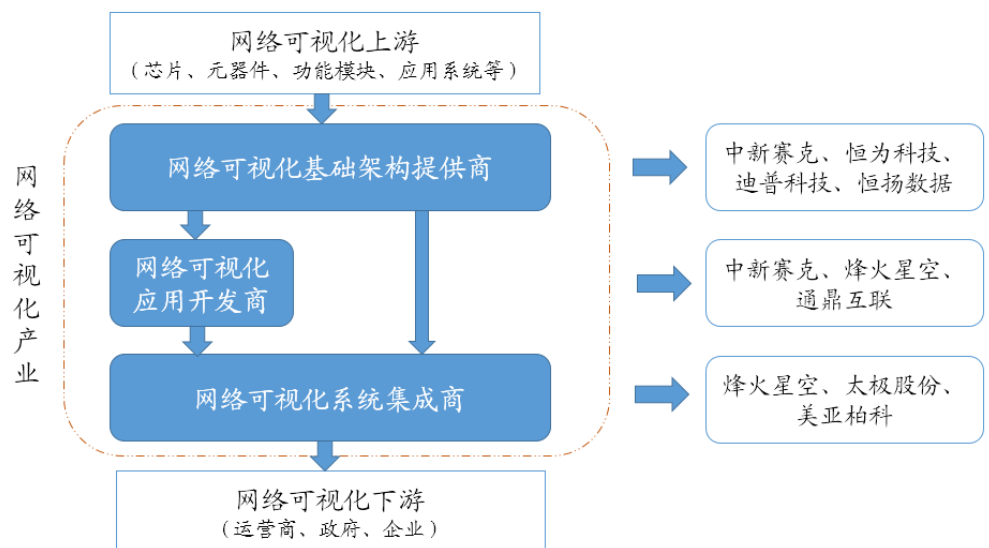 网络可视化上游
（芯片、元器件、功能模块、应用系统等）
网络可视化产业
网络可视化基础架构提供商
中新赛克、恒为科技、
迪普科技、恒扬数据
网络可视化
应用开发商
中新赛克、烽火星空、
通鼎互联
网络可视化系统集成商
烽火星空、太极股份、
美亚柏科
网络可视化下游
（运营商、政府、企业）